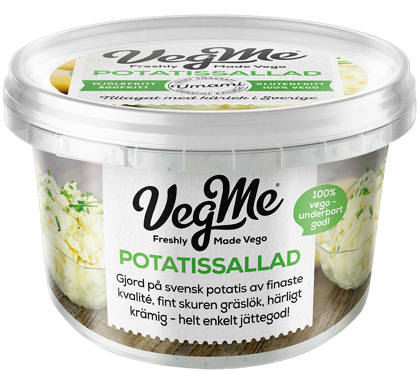 VegMe
Freshly Made Vego
POTATISSALLAD
MJÖLKFRITT
ÄGGFRITT
Umami
GLUTENFRITT
100% VEGO
Tillagat med kärlek i Sverige
VegMe
Freshly Made Vego
100%
vego -
underbart
god!
POTATISSALLAD
Gjord på svensk potatis av finaste
kvalité, fint skuren gräslök, härligt
krämig - helt enkelt jättegod!